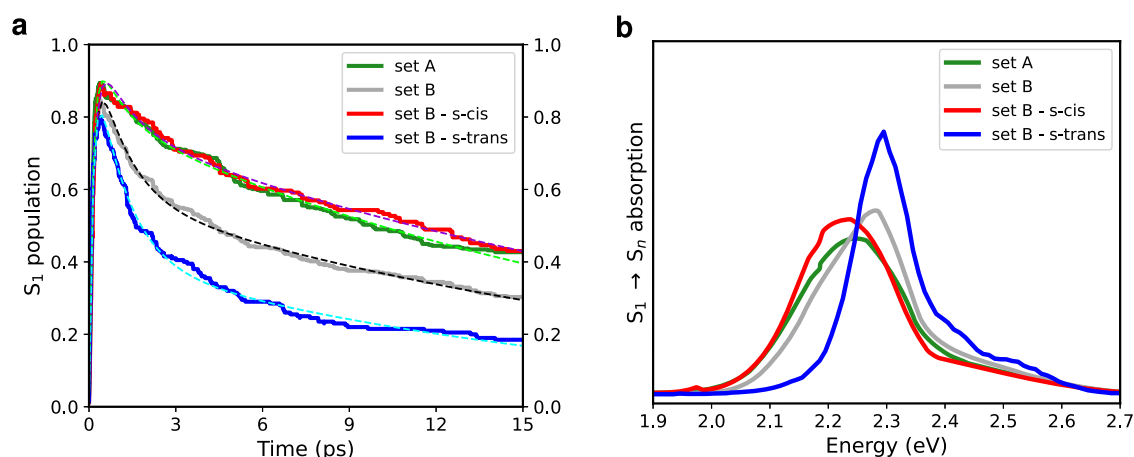 a
1.0
0.8
0.6
0.4
0.2
0.0
1.0
0.8
0.6
0.4
0.2
0.0
0
3
6
9
12
15
S₁ population
Time (ps)
set A
set B
set B - s-cis
set B - s-trans
b
S₁ → Sₙ absorption
1.9
2.0
2.1
2.2
2.3
2.4
2.5
2.6
2.7
Energy (eV)
set A
set B
set B - s-cis
set B - s-trans